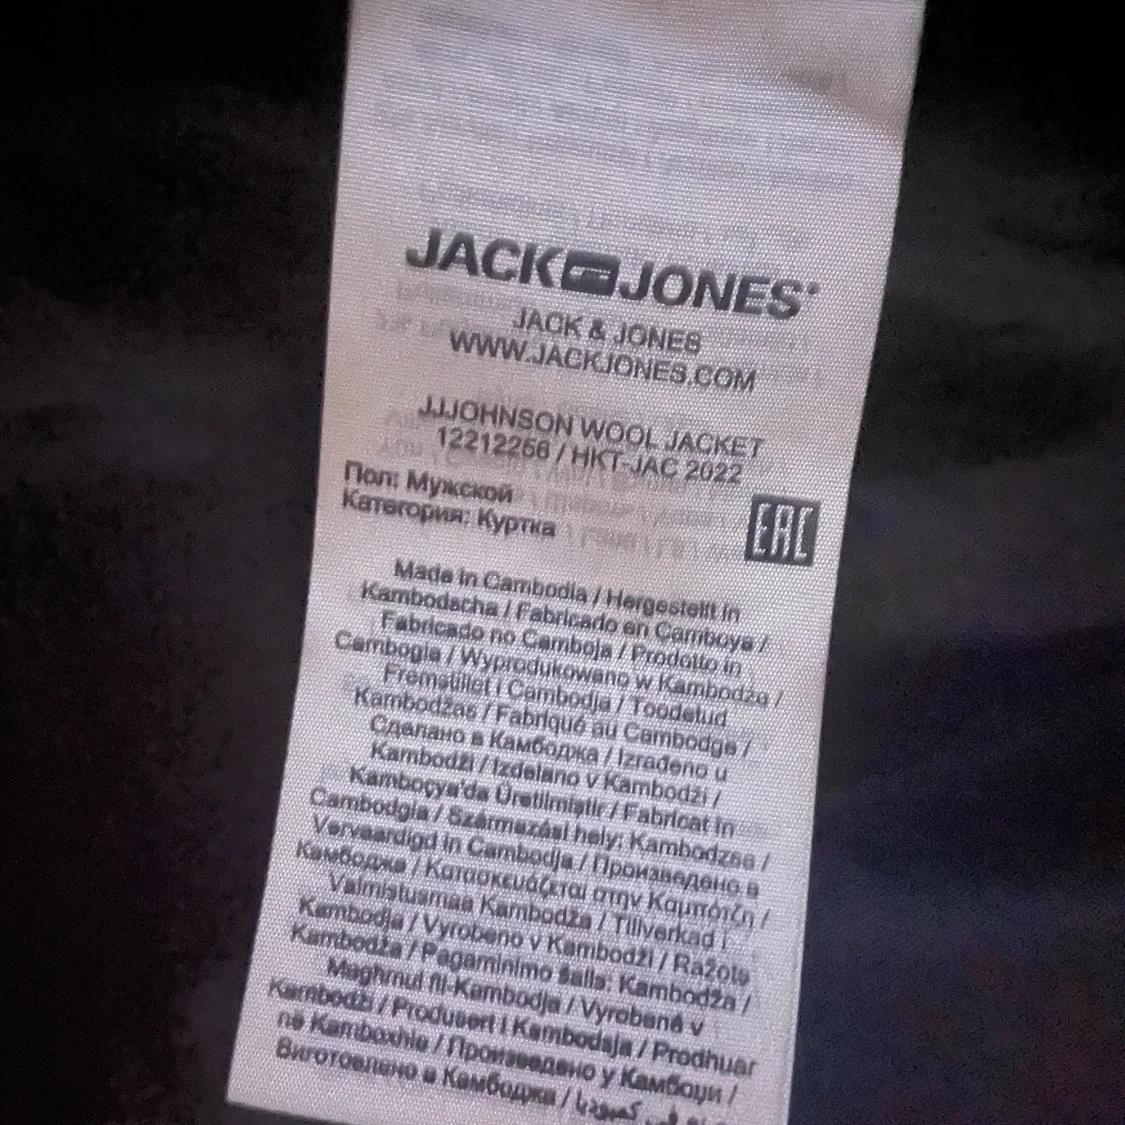 JACK JONES
JACK & JONES
WWW.JACKJONES.COM
JJJOHNSON WOOL JACKET
12212256 / HKT-JAC 2022
Пол: Мужской
Категория: Куртка
EAC
Made in Cambodia / Hergestellt in
Kambodscha / Fabricado en Camboya /
Fabricado no Camboja / Prodotto in
Cambogia / Wyprodukowano w Kambodża /
Fremstillet i Cambodja / Toodetud
Kambodžas / Fabriqué au Cambodge /
Сделано в Камбоджа / Izrađeno u
Kambodži / Izdelano v Kambodži /
Kamboçya'da Üretilmiştir / Fabricat în
Cambodgia / Származási hely: Kambodzsa /
Vervaardigd in Cambodja / Произведено в
Камбоджа / Κατασκευάζεται στην Καμπότζη /
Valmistusmaa Kambodža / Tillverkad i
Kambodja / Vyrobeno v Kambodži / Ražots
Kambodža / Pagaminimo šalis: Kambodža /
Magħmul fil-Kambodja / Vyrobené v
Kambodži / Produsert i Kambodsja / Prodhuar
në Kamboxhia / Произведено у Камбоџи /
Виготовлено в Камбоджа / في كمبوديا